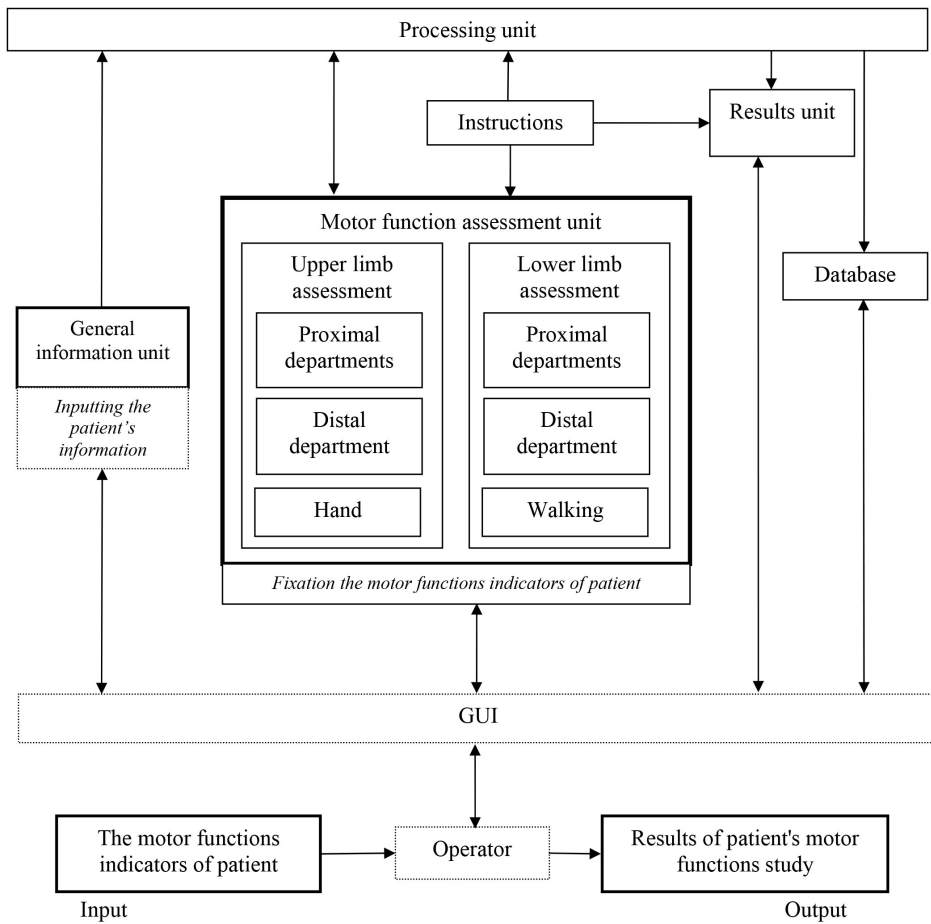 Processing unit
Instructions
Results unit
Motor function assessment unit
Upper limb
assessment
Proximal
departments
Distal
department
Hand
Lower limb
assessment
Proximal
departments
Distal
department
Walking
Fixation the motor functions indicators of patient
Database
General
information unit
Inputting the
patient's
information
GUI
The motor functions
indicators of patient
Operator
Results of patient's motor
functions study
Input
Output